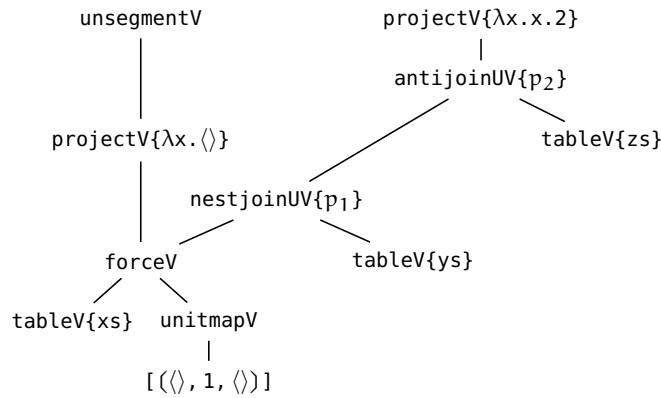 unsegmentV projectV{λx.x.2}
antijoinUV{p₂}
projectV{λx.⟨⟩} tableV{zs}
nestjoinUV{p₁}
forceV tableV{ys}
tableV{xs} unitmapV
[(⟨⟩,1,⟨⟩)]